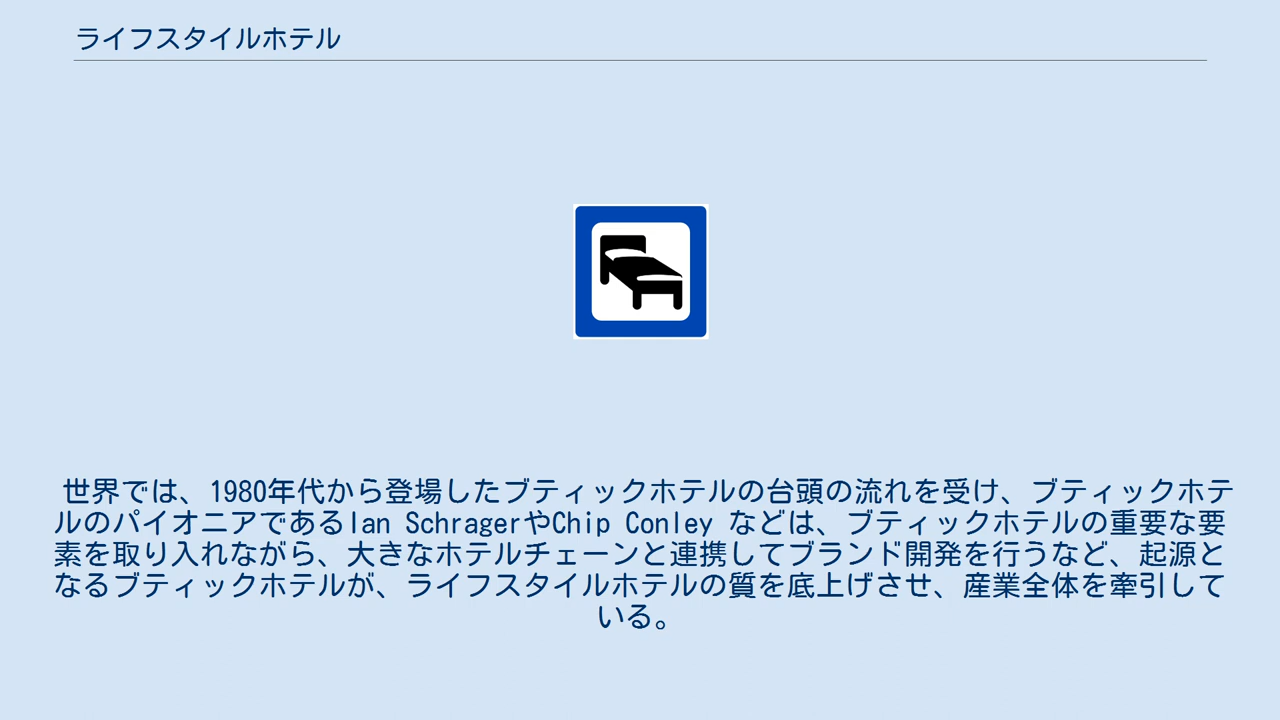 ライフスタイルホテル
世界では、1980年代から登場したブティックホテルの台頭の流れを受け、ブティックホテ
ルのパイオニアであるIan SchragerやChip Conley などは、ブティックホテルの重要な要
素を取り入れながら、大きなホテルチェーンと連携してブランド開発を行うなど、起源と
なるブティックホテルが、ライフスタイルホテルの質を底上げさせ、産業全体を牽引して
いる。